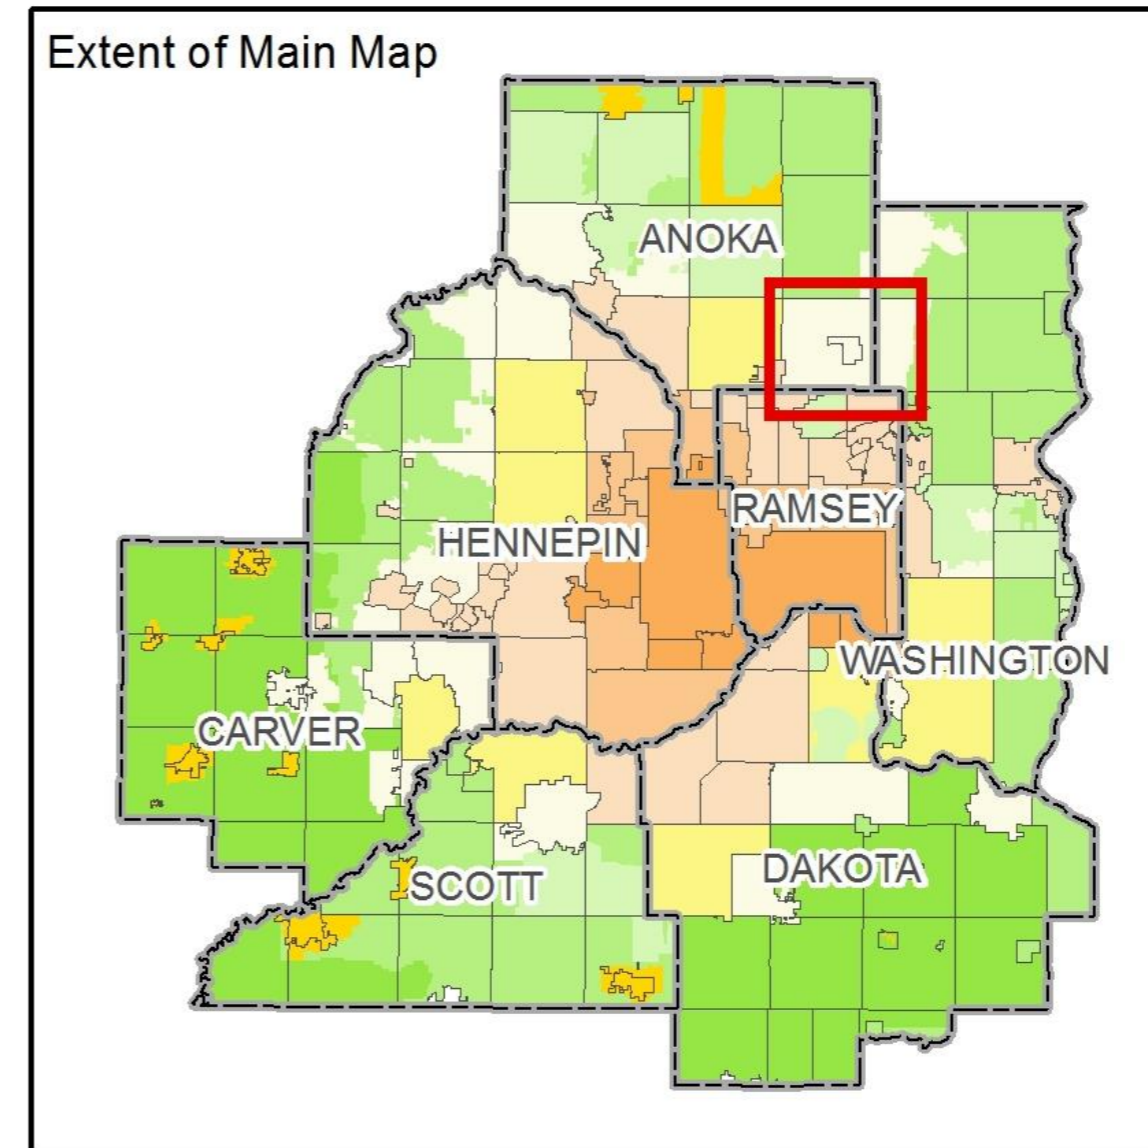 Extent of Main Map
ANOKA
RAMSEY
HENNEPIN
WASHINGTON
CARVER
DAKOTA
SCOTT